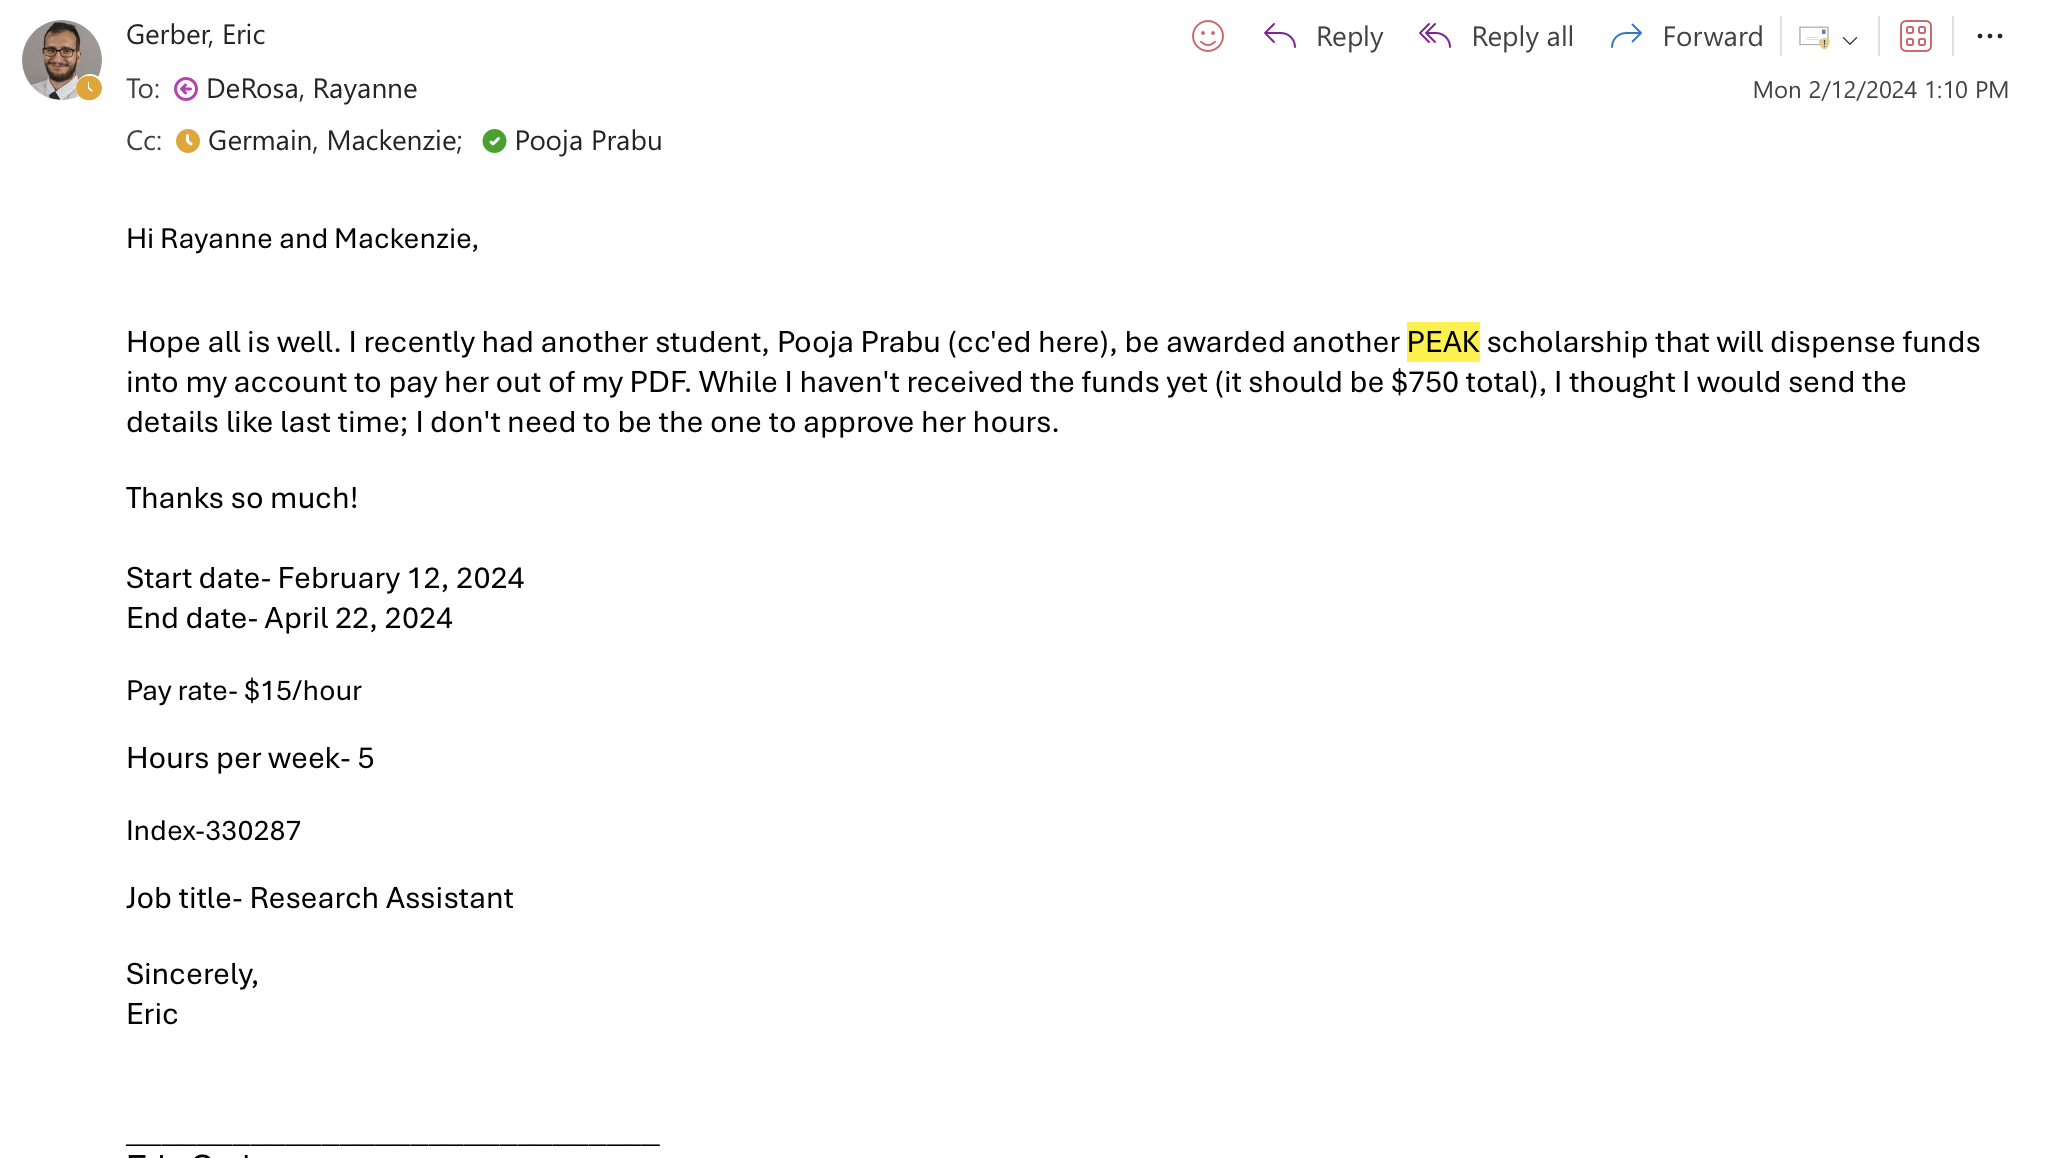 Gerber, Eric
Reply
Reply all
Forward
To: DeRosa, Rayanne
Mon 2/12/2024 1:10 PM
Cc: Germain, Mackenzie; Pooja Prabu
Hi Rayanne and Mackenzie,
Hope all is well. I recently had another student, Pooja Prabu (cc'ed here), be awarded another PEAK scholarship that will dispense funds
into my account to pay her out of my PDF. While I haven't received the funds yet (it should be $750 total), I thought I would send the
details like last time; I don't need to be the one to approve her hours.
Thanks so much!
Start date- February 12, 2024
End date- April 22, 2024
Pay rate- $15/hour
Hours per week- 5
Index-330287
Job title- Research Assistant
Sincerely,
Eric